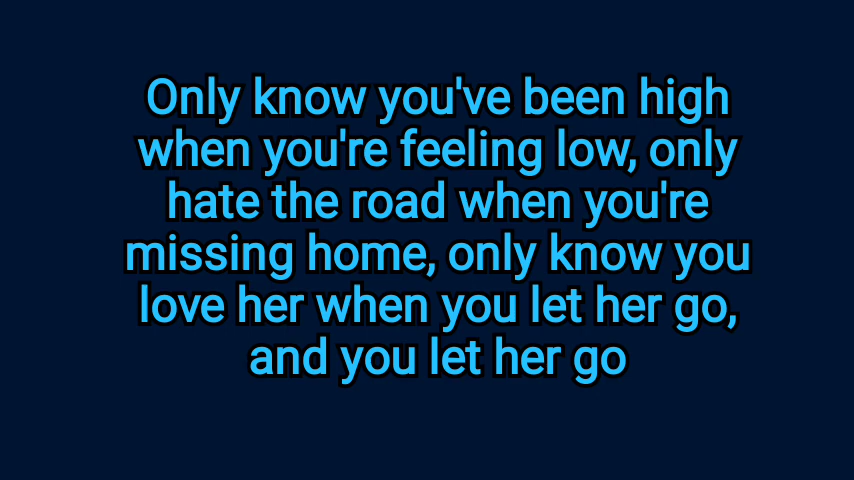 Only know you've been high
when you're feeling low, only
hate the road when you're
missing home, only know you
love her when you let her go,
and you let her go